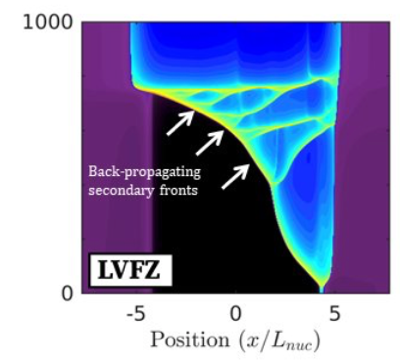 1000
Back-propagating
secondary fronts
LVFZ
0
-5 0 5
Position (x/L_nuc)